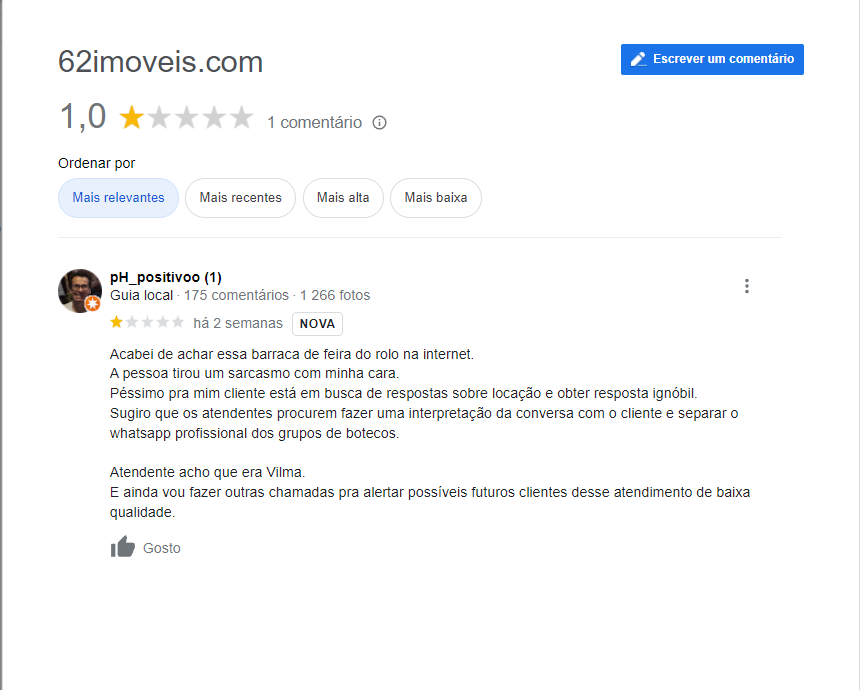 62imoveis.com
Escrever um comentário
1,0
1 comentário
Ordenar por
Mais relevantes
Mais recentes
Mais alta
Mais baixa
pH_positivoo (1)
Guia local · 175 comentários · 1 266 fotos
há 2 semanas
NOVA
Acabei de achar essa barraca de feira do rolo na internet.
A pessoa tirou um sarcasmo com minha cara.
Péssimo pra mim cliente está em busca de respostas sobre locação e obter resposta ignóbil.
Sugiro que os atendentes procurem fazer uma interpretação da conversa com o cliente e separar o
whatsapp profissional dos grupos de botecos.
Atendente acho que era Vilma.
E ainda vou fazer outras chamadas pra alertar possíveis futuros clientes desse atendimento de baixa
qualidade.
Gosto